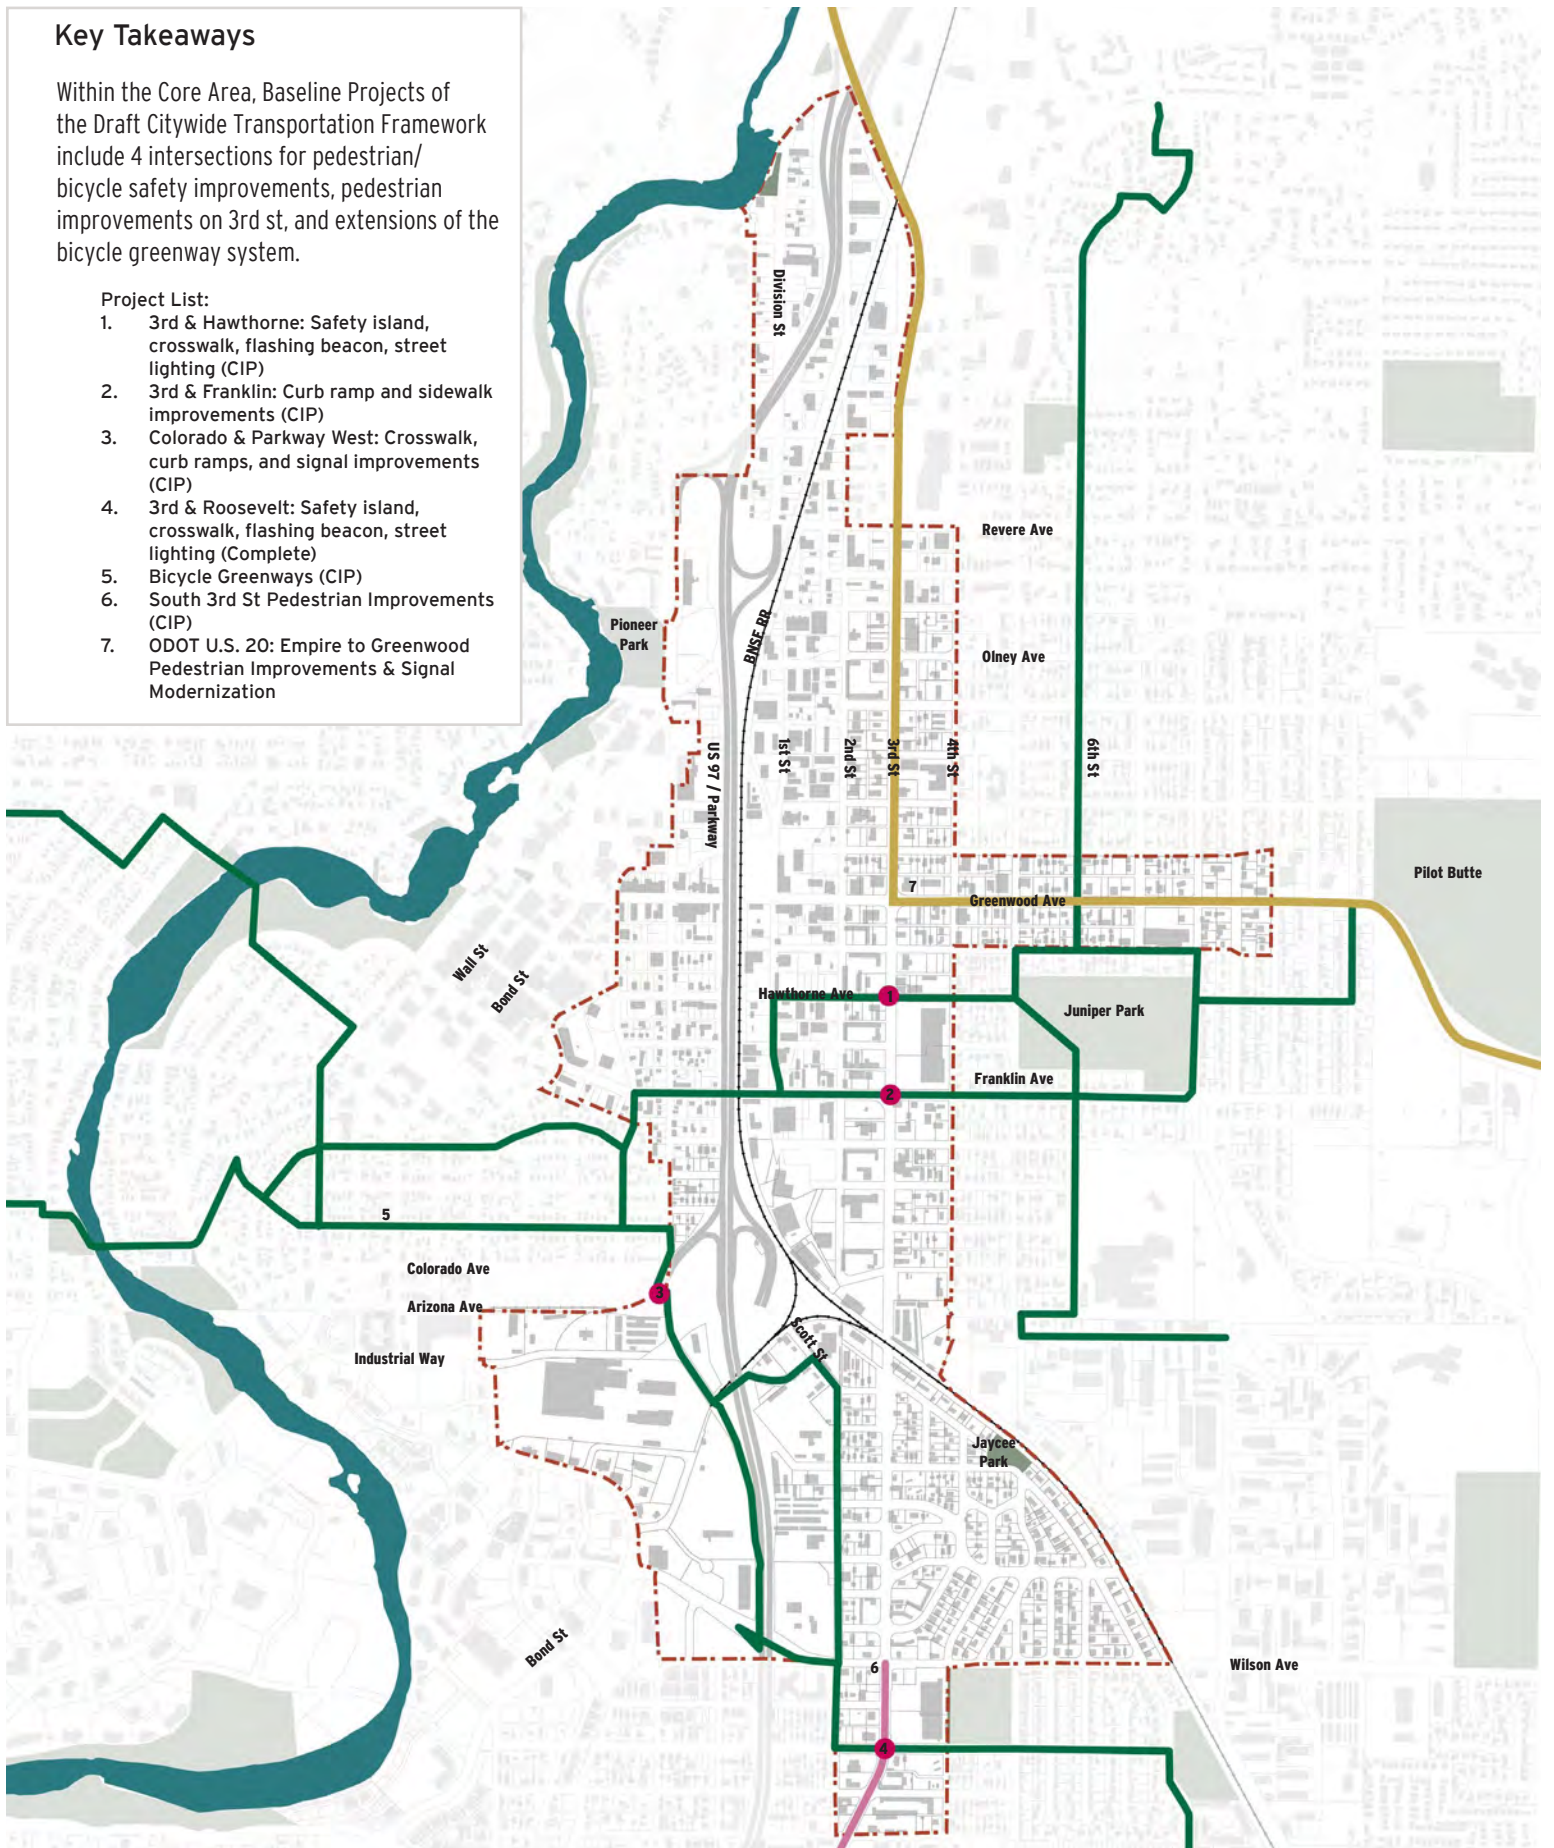 Key Takeaways
Within the Core Area, Baseline Projects of
the Draft Citywide Transportation Framework
include 4 intersections for pedestrian/
bicycle safety improvements, pedestrian
improvements on 3rd st, and extensions of the
bicycle greenway system.
Project List:
1. 3rd & Hawthorne: Safety island,
crosswalk, flashing beacon, street
lighting (CIP)
2. 3rd & Franklin: Curb ramp and sidewalk
improvements (CIP)
3. Colorado & Parkway West: Crosswalk,
curb ramps, and signal improvements
(CIP)
4. 3rd & Roosevelt: Safety island,
crosswalk, flashing beacon, street
lighting (Complete)
5. Bicycle Greenways (CIP)
6. South 3rd St Pedestrian Improvements
(CIP)
7. ODOT U.S. 20: Empire to Greenwood
Pedestrian Improvements & Signal
Modernization
Division St
Revere Ave
Pioneer
Park
BNSF RR
Olney Ave
US 97 / Parkway
1st St
2nd St
3rd St
4th St
6th St
Pilot Butte
7
Greenwood Ave
Wall St
Bond St
Hawthorne Ave
1
Juniper Park
Franklin Ave
2
5
Colorado Ave
3
Arizona Ave
Scott St
Industrial Way
Jaycee
Park
Bond St
6
Wilson Ave
4